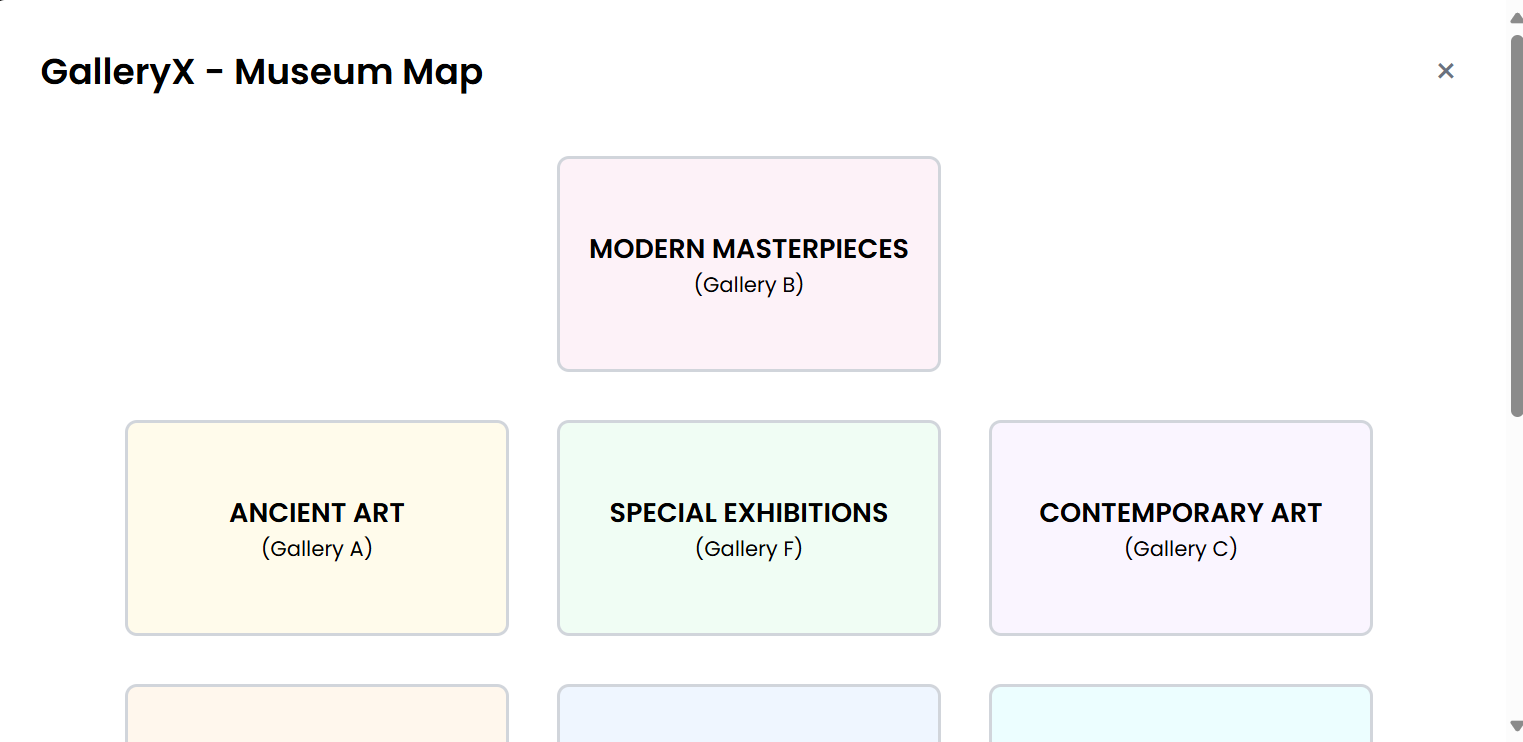 GalleryX - Museum Map
×
MODERN MASTERPIECES
(Gallery B)
ANCIENT ART
(Gallery A)
SPECIAL EXHIBITIONS
(Gallery F)
CONTEMPORARY ART
(Gallery C)